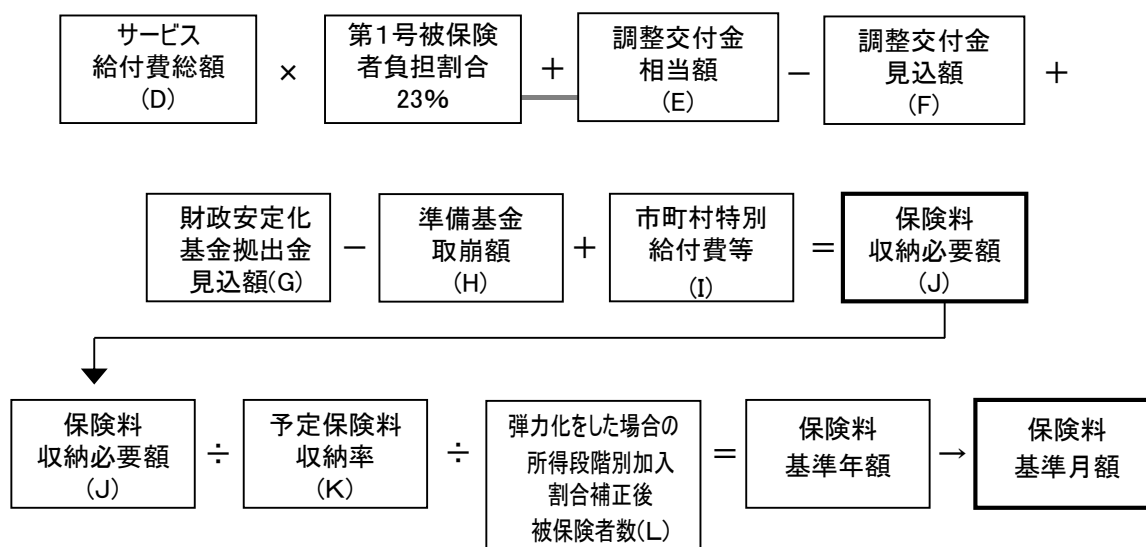 サービス
給付費総額
(D)
×
第１号被保険
者負担割合
23%
＋
調整交付金
相当額
(E)
－
調整交付金
見込額
(F)
＋
財政安定化
基金拠出金
見込額(G)
－
準備基金
取崩額
(H)
＋
市町村特別
給付費等
(I)
＝
保険料
収納必要額
(J)
保険料
収納必要額
(J)
÷
予定保険料
収納率
(K)
÷
弾力化をした場合の
所得段階別加入
割合補正後
被保険者数(L)
＝
保険料
基準年額
→
保険料
基準月額